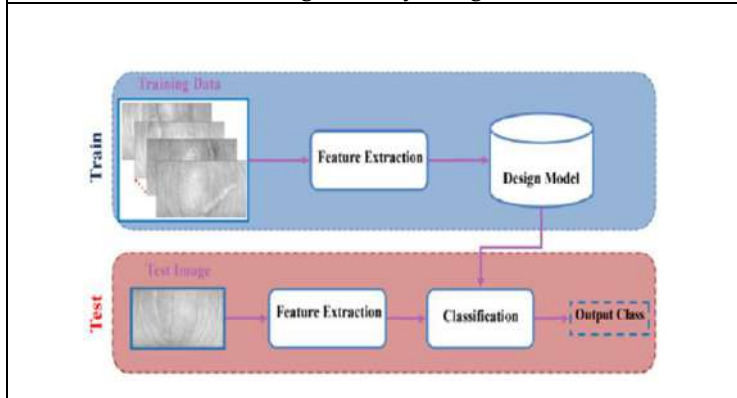 Training Data
Train
Feature Extraction
Design Model
Test Image
Test
Feature Extraction
Classification
Output Class